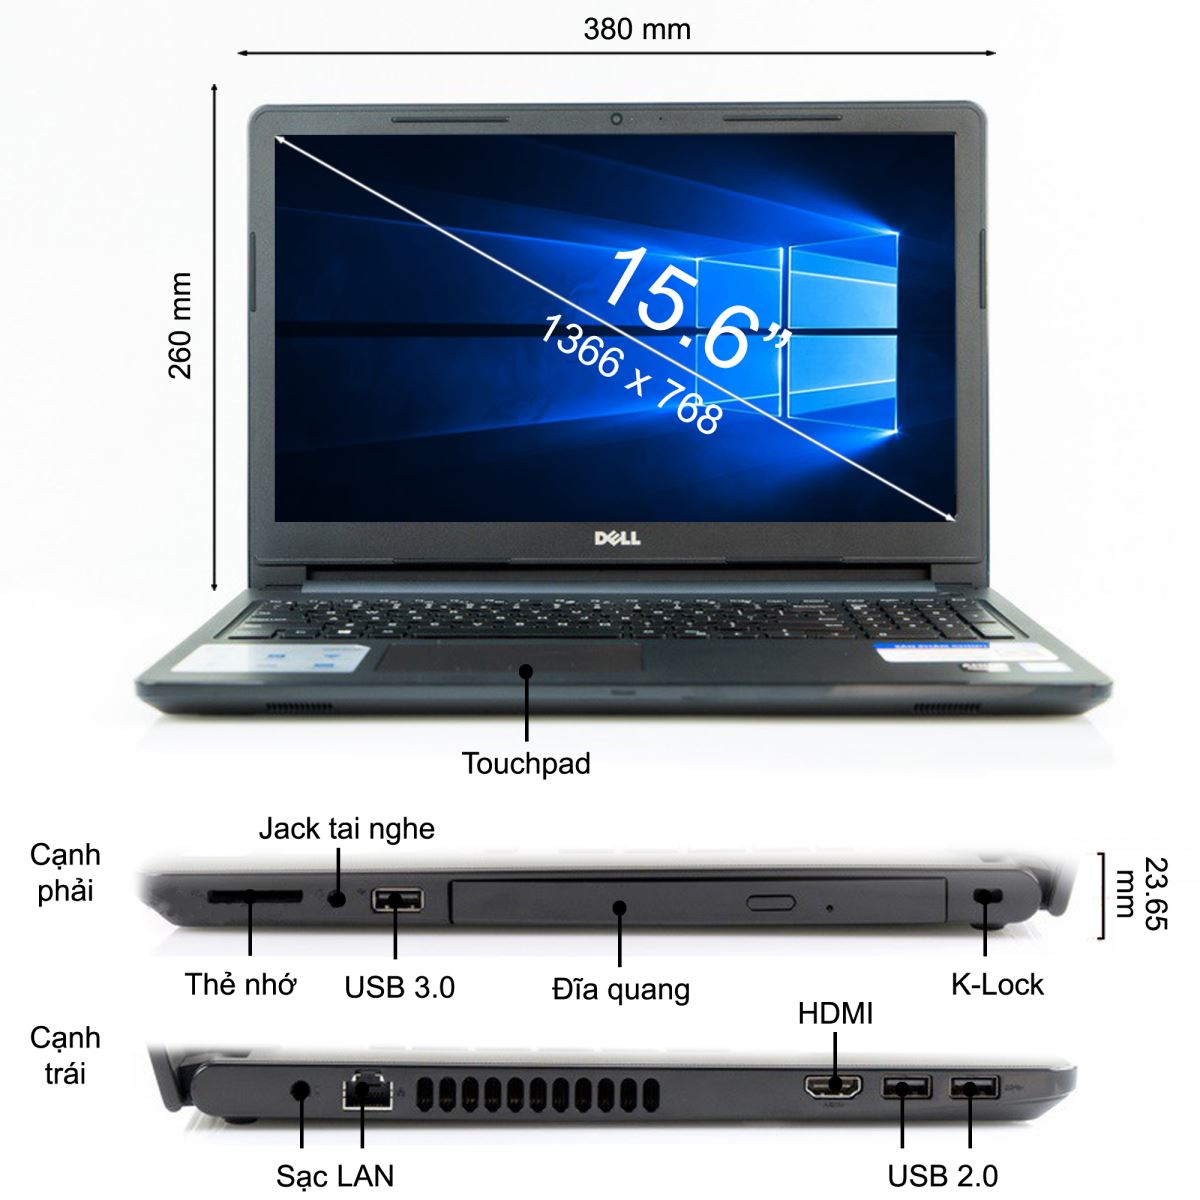 380 mm
260 mm
15.6”
1366 x 768
DELL
Touchpad
Jack tai nghe
Cạnh
phải
23.65
mm
Thẻ nhớ
USB 3.0
Đĩa quang
K-Lock
HDMI
Cạnh
trái
Sạc LAN
USB 2.0